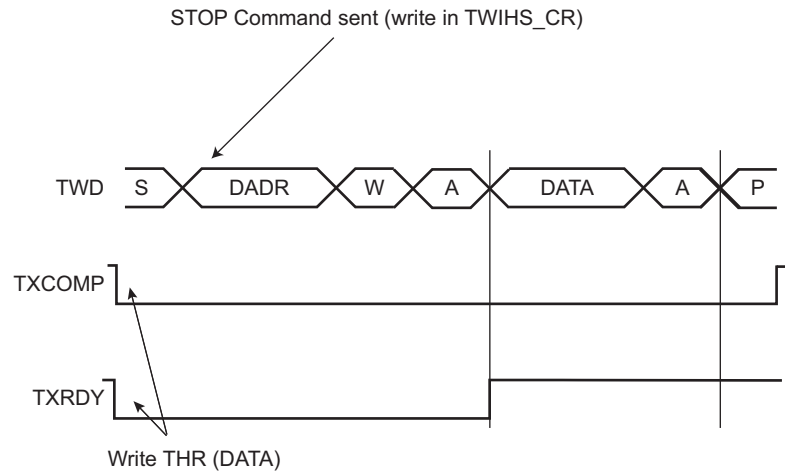 STOP Command sent (write in TWIHS_CR)
TWD S DADR W A DATA A P
TXCOMP
TXRDY
Write THR (DATA)